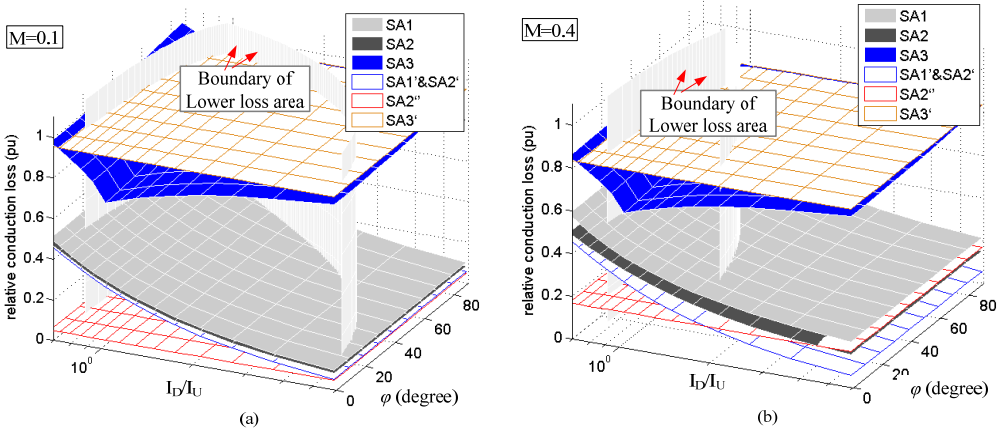 M=0.1
SA1
SA2
SA3
SA1'&SA2‘
SA2‘’
SA3‘
Boundary of
Lower loss area
relative conduction loss (pu)
1
0.8
0.6
0.4
0.2
0
10⁰
I_D/I_U
0
20
40
60
80
φ (degree)
(a)
M=0.4
SA1
SA2
SA3
SA1'&SA2‘
SA2‘’
SA3‘
Boundary of
Lower loss area
relative conduction loss (pu)
1
0.8
0.6
0.4
0.2
0
10⁰
I_D/I_U
0
20
40
60
80
φ (degree)
(b)